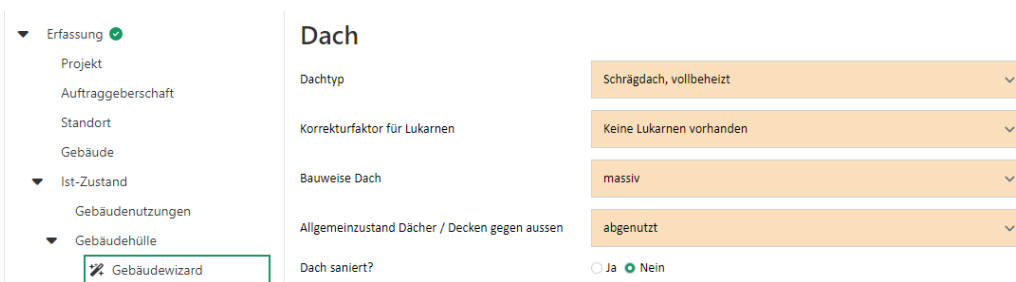 Erfassung
Projekt
Auftraggeberschaft
Standort
Gebäude
Ist-Zustand
Gebäudenutzungen
Gebäudehülle
Gebäudewizard
Dach
Dachtyp Schrägdach, vollbeheizt
Korrekturfaktor für Lukarnen Keine Lukarnen vorhanden
Bauweise Dach massiv
Allgemeinzustand Dächer / Decken gegen aussen abgenutzt
Dach saniert? Ja Nein